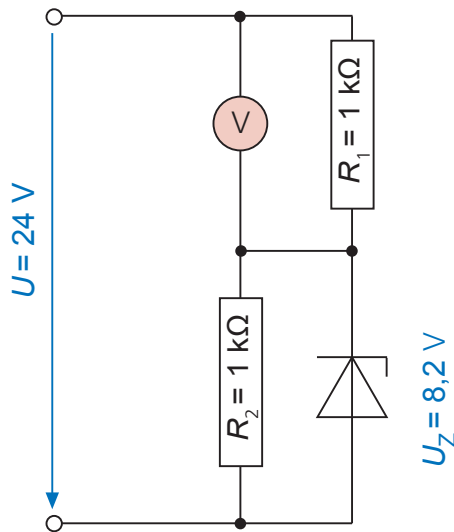 U = 24 V
V
R1 = 1 kΩ
R2 = 1 kΩ
UZ = 8,2 V